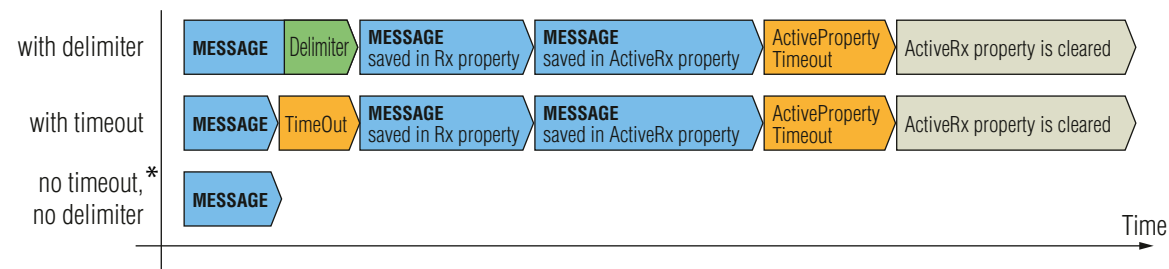 with delimiter
MESSAGE
Delimiter
MESSAGE
saved in Rx property
MESSAGE
saved in ActiveRx property
ActiveProperty
Timeout
ActiveRx property is cleared
with timeout
MESSAGE
TimeOut
MESSAGE
saved in Rx property
MESSAGE
saved in ActiveRx property
ActiveProperty
Timeout
ActiveRx property is cleared
no timeout,*
no delimiter
MESSAGE
Time